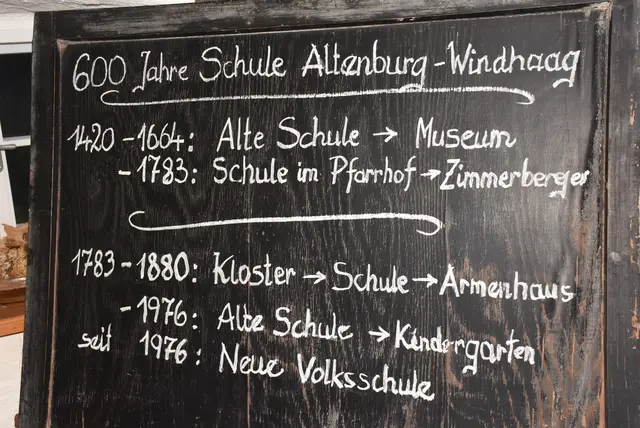 600 Jahre Schule Altenburg-Windhaag
1420 - 1664: Alte Schule → Museum
- 1783: Schule im Pfarrhof → Zimmerberger
1783 - 1880: Kloster → Schule → Armenhaus
- 1976: Alte Schule → Kindergarten
seit 1976: Neue Volksschule